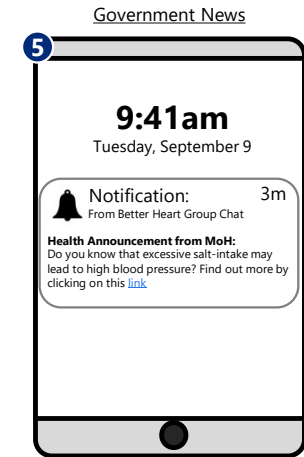 Government News
5
9:41am
Tuesday, September 9
Notification: 3m
From Better Heart Group Chat
Health Announcement from MoH:
Do you know that excessive salt-intake may
lead to high blood pressure? Find out more by
clicking on this link